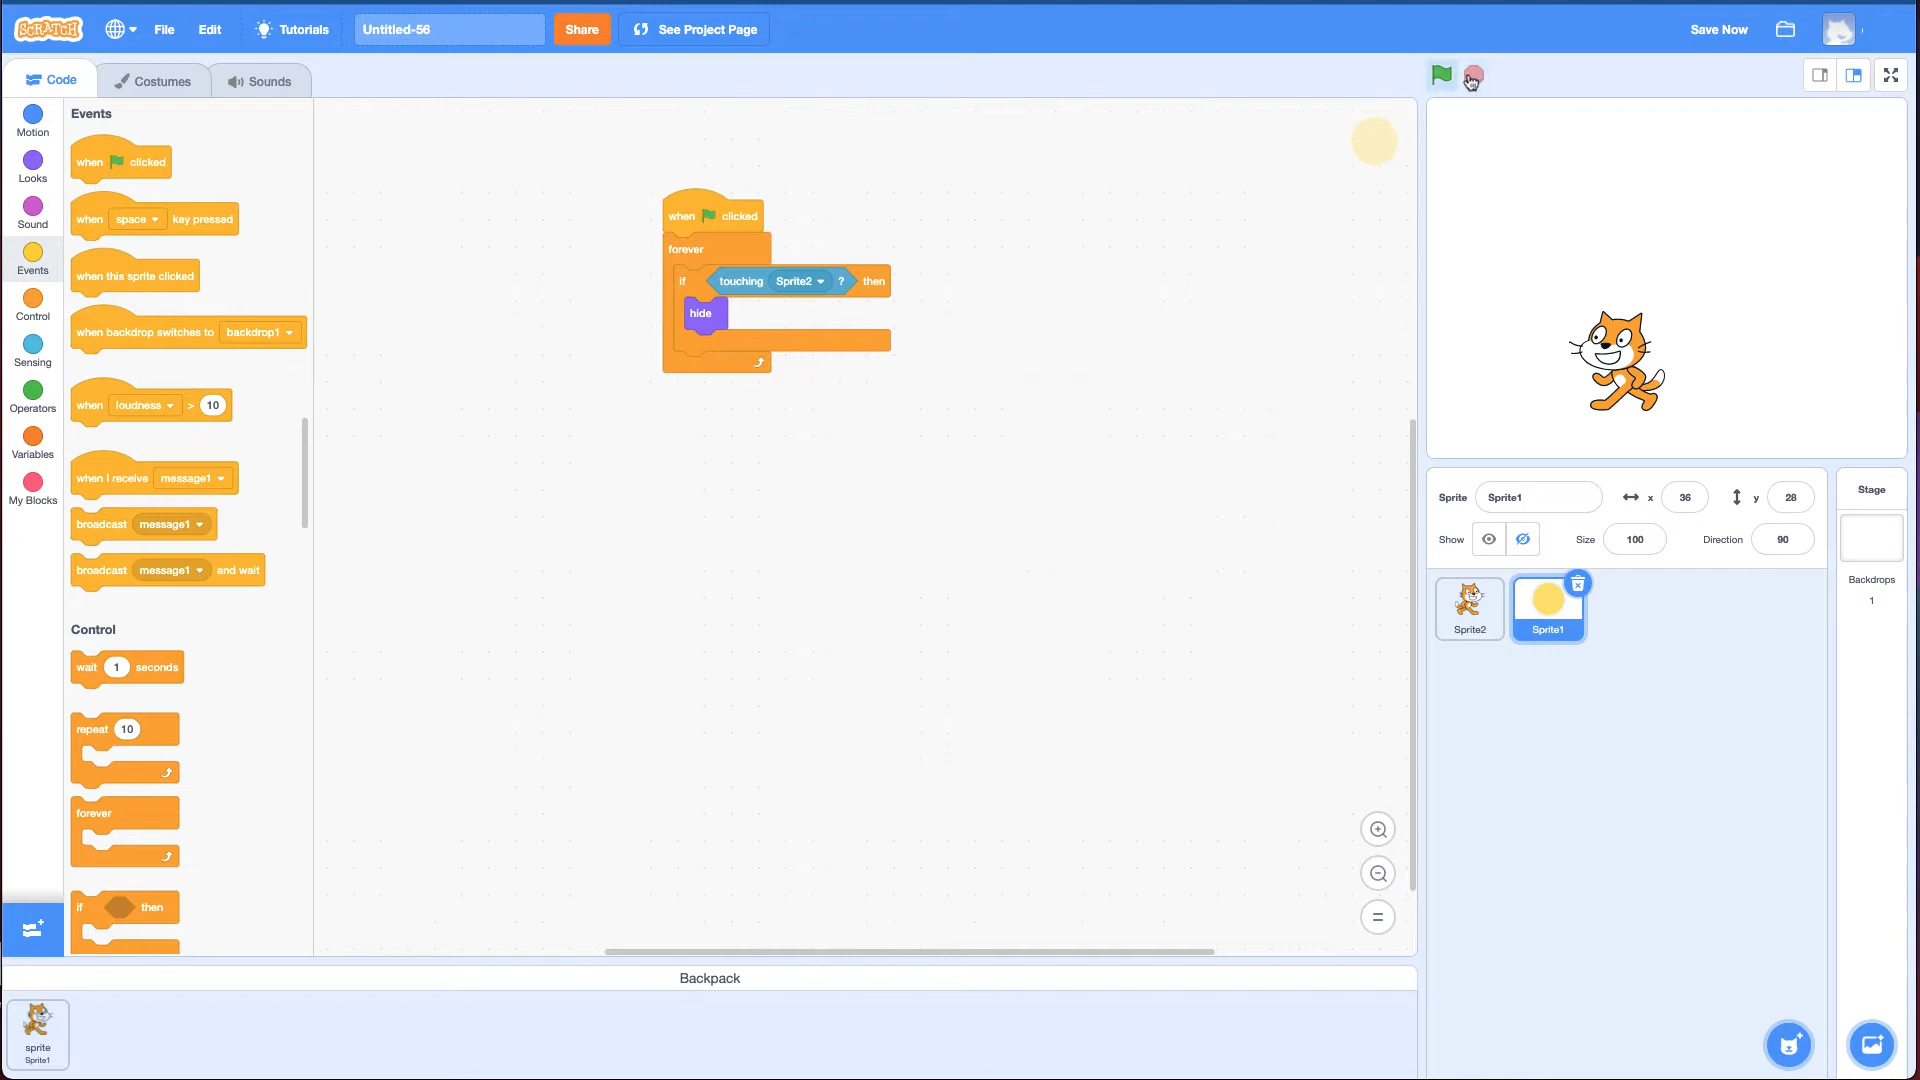 SCRATCH
File
Edit
Tutorials
Untitled-56
Share
See Project Page
Save Now
Code
Costumes
Sounds
Motion
Looks
Sound
Events
Control
Sensing
Operators
Variables
My Blocks
Events
when clicked
when space key pressed
when this sprite clicked
when backdrop switches to backdrop1
when loudness > 10
when I receive message1
broadcast message1
broadcast message1 and wait
Control
wait 1 seconds
repeat 10
forever
if then
when clicked
forever
if touching Sprite2 ? then
hide
Sprite Sprite1 x 36 y 28
Show Size 100 Direction 90
Sprite2
Sprite1
Stage
Backdrops
1
Backpack
sprite
Sprite1